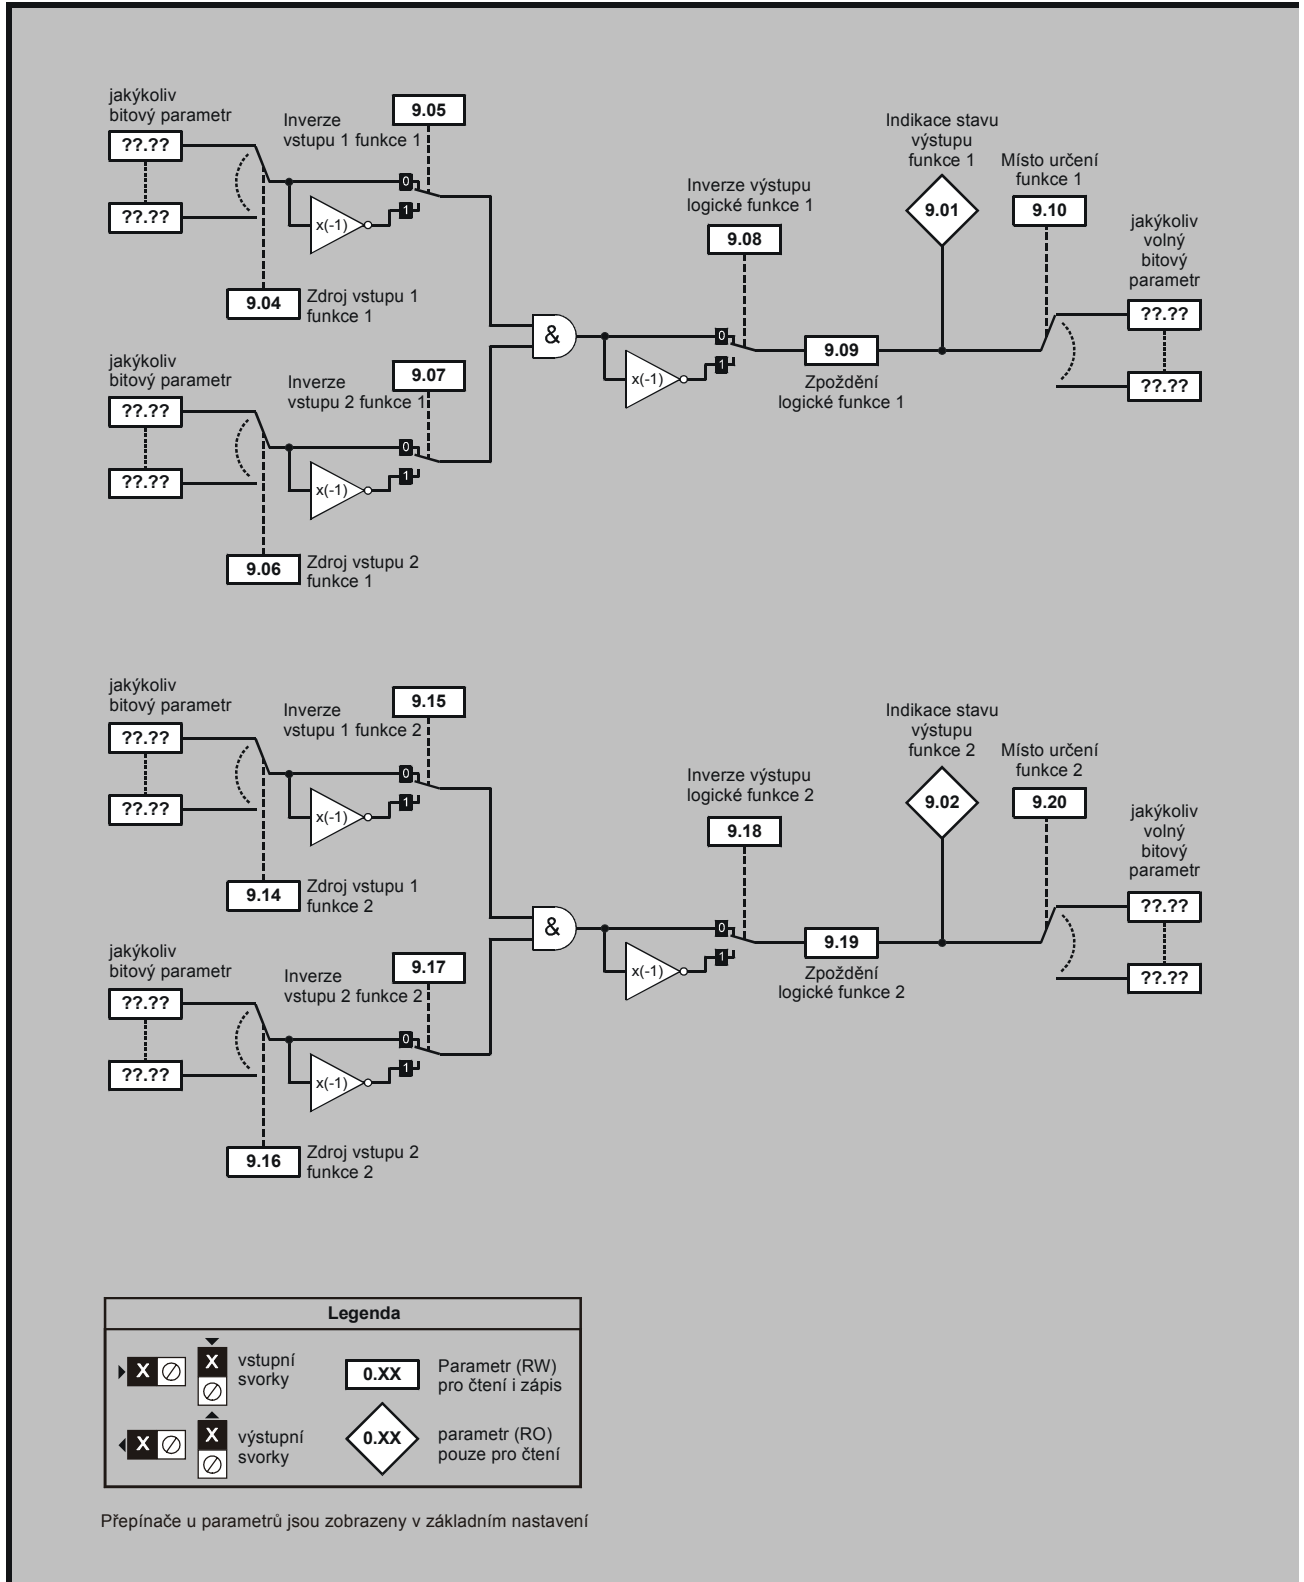 jakýkoliv
bitový parametr
??.??
??.??
Inverze
vstupu 1 funkce 1
9.05
0
1
x(-1)
9.04
Zdroj vstupu 1
funkce 1
jakýkoliv
bitový parametr
??.??
??.??
Inverze
vstupu 2 funkce 1
9.07
0
1
x(-1)
9.06
Zdroj vstupu 2
funkce 1
&
x(-1)
Inverze výstupu
logické funkce 1
9.08
0
1
9.09
Zpoždění
logické funkce 1
Indikace stavu
výstupu
funkce 1
9.01
Místo určení
funkce 1
9.10
jakýkoliv
volný
bitový
parametr
??.??
??.??
jakýkoliv
bitový parametr
??.??
??.??
Inverze
vstupu 1 funkce 2
9.15
0
1
x(-1)
9.14
Zdroj vstupu 1
funkce 2
jakýkoliv
bitový parametr
??.??
??.??
Inverze
vstupu 2 funkce 2
9.17
0
1
x(-1)
9.16
Zdroj vstupu 2
funkce 2
&
x(-1)
Inverze výstupu
logické funkce 2
9.18
0
1
9.19
Zpoždění
logické funkce 2
Indikace stavu
výstupu
funkce 2
9.02
Místo určení
funkce 2
9.20
jakýkoliv
volný
bitový
parametr
??.??
??.??
Legenda
X
X
vstupní
svorky
0.XX
Parametr (RW)
pro čtení i zápis
X
X
výstupní
svorky
0.XX
parametr (RO)
pouze pro čtení
Přepínače u parametrů jsou zobrazeny v základním nastavení